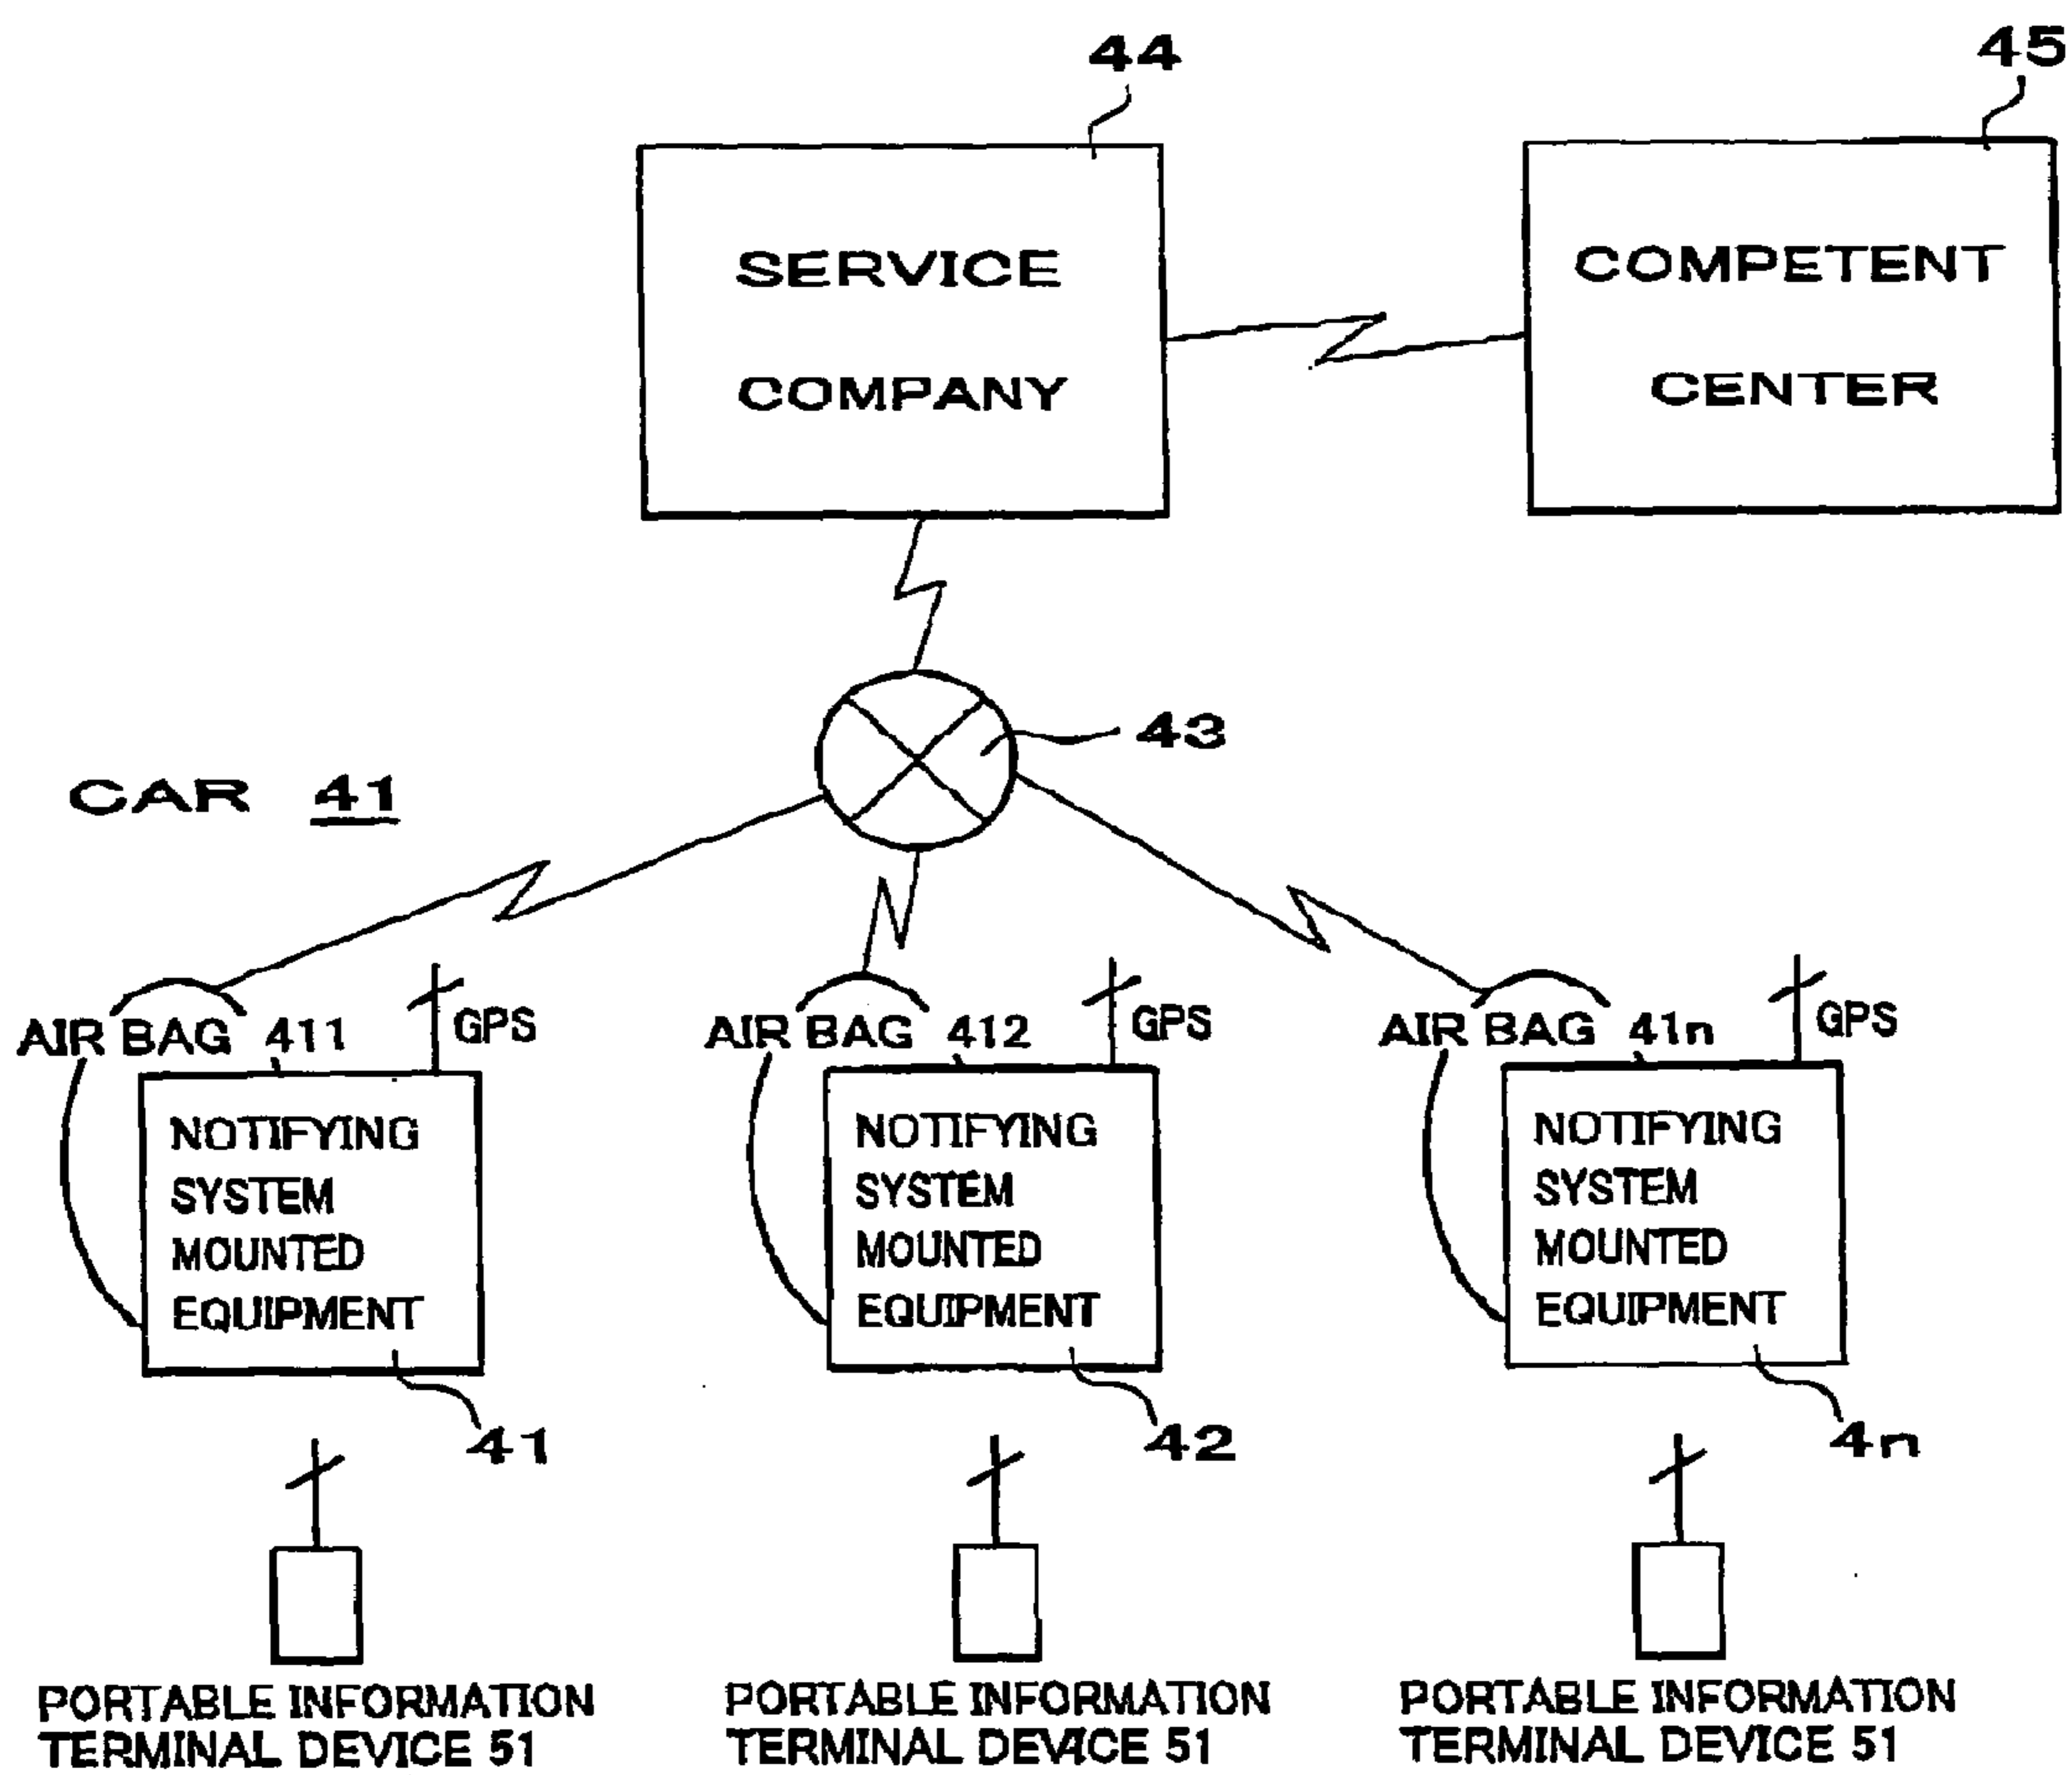 44
45
SERVICE
COMPANY
COMPETENT
CENTER
43
CAR 41
AIR BAG 411 GPS
AIR BAG 412 GPS
AIR BAG 41n GPS
NOTIFYING
SYSTEM
MOUNTED
EQUIPMENT
NOTIFYING
SYSTEM
MOUNTED
EQUIPMENT
NOTIFYING
SYSTEM
MOUNTED
EQUIPMENT
41
42
4n
PORTABLE INFORMATION
TERMINAL DEVICE 51
PORTABLE INFORMATION
TERMINAL DEVICE 51
PORTABLE INFORMATION
TERMINAL DEVICE 51